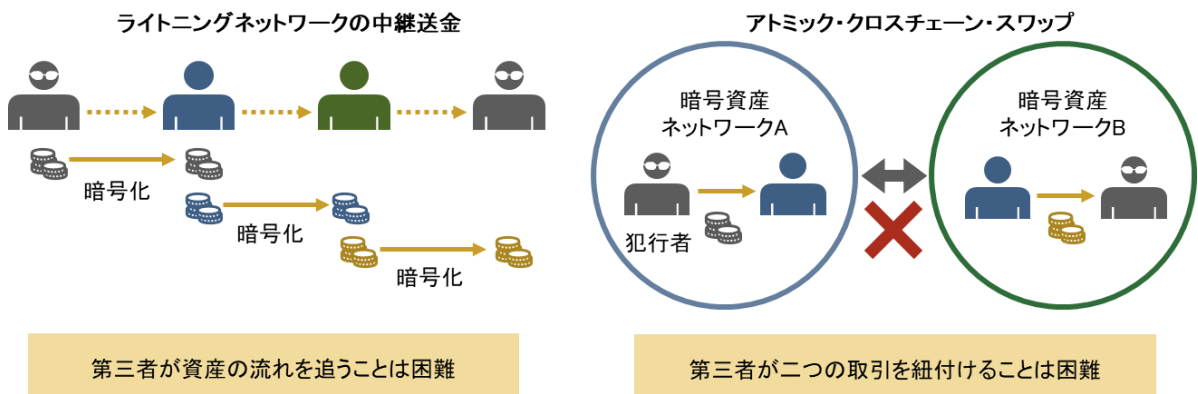 ライトニングネットワークの中継送金
暗号化
暗号化
暗号化
第三者が資産の流れを追うことは困難
アトミック・クロスチェーン・スワップ
暗号資産
ネットワークA
犯行者
暗号資産
ネットワークB
第三者が二つの取引を紐付けることは困難